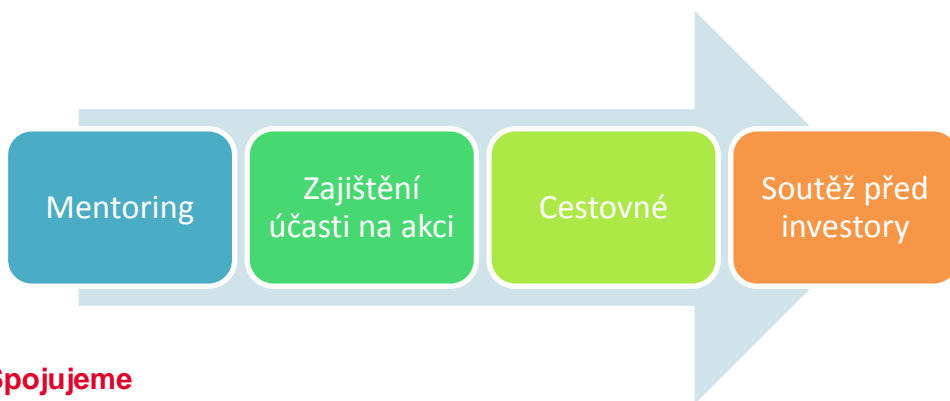 Mentoring
Zajištění
účasti na akci
Cestovné
Soutěž před
investory
Spojujeme